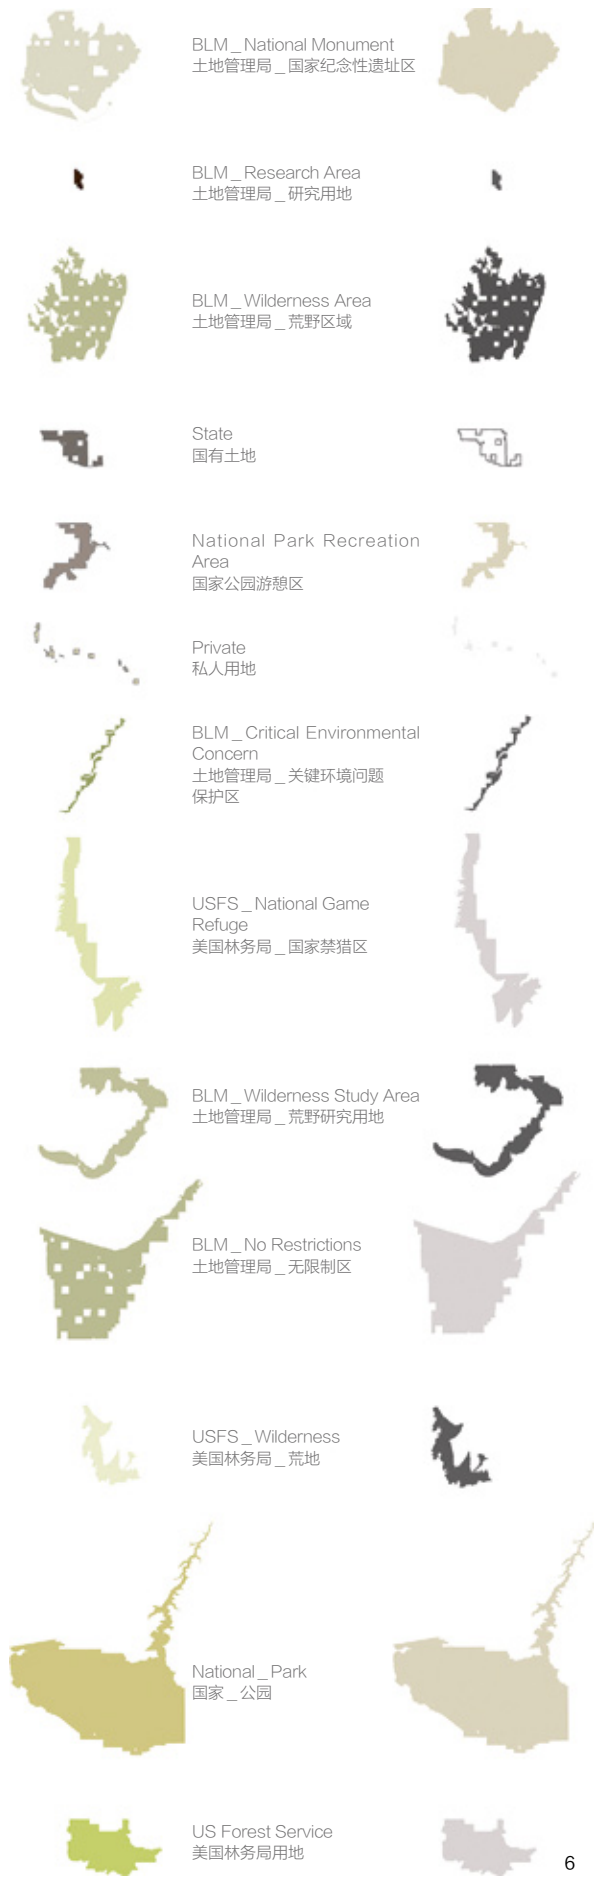 BLM _ National Monument
土地管理局 _ 国家纪念性遗址区
BLM _ Research Area
土地管理局 _ 研究用地
BLM _ Wilderness Area
土地管理局 _ 荒野区域
State
国有土地
National Park Recreation
Area
国家公园游憩区
Private
私人用地
BLM _ Critical Environmental
Concern
土地管理局 _ 关键环境问题
保护区
USFS _ National Game
Refuge
美国林务局 _ 国家禁猎区
BLM _ Wilderness Study Area
土地管理局 _ 荒野研究用地
BLM _ No Restrictions
土地管理局 _ 无限制区
USFS _ Wilderness
美国林务局 _ 荒地
National _ Park
国家 _ 公园
US Forest Service
美国林务局用地
6